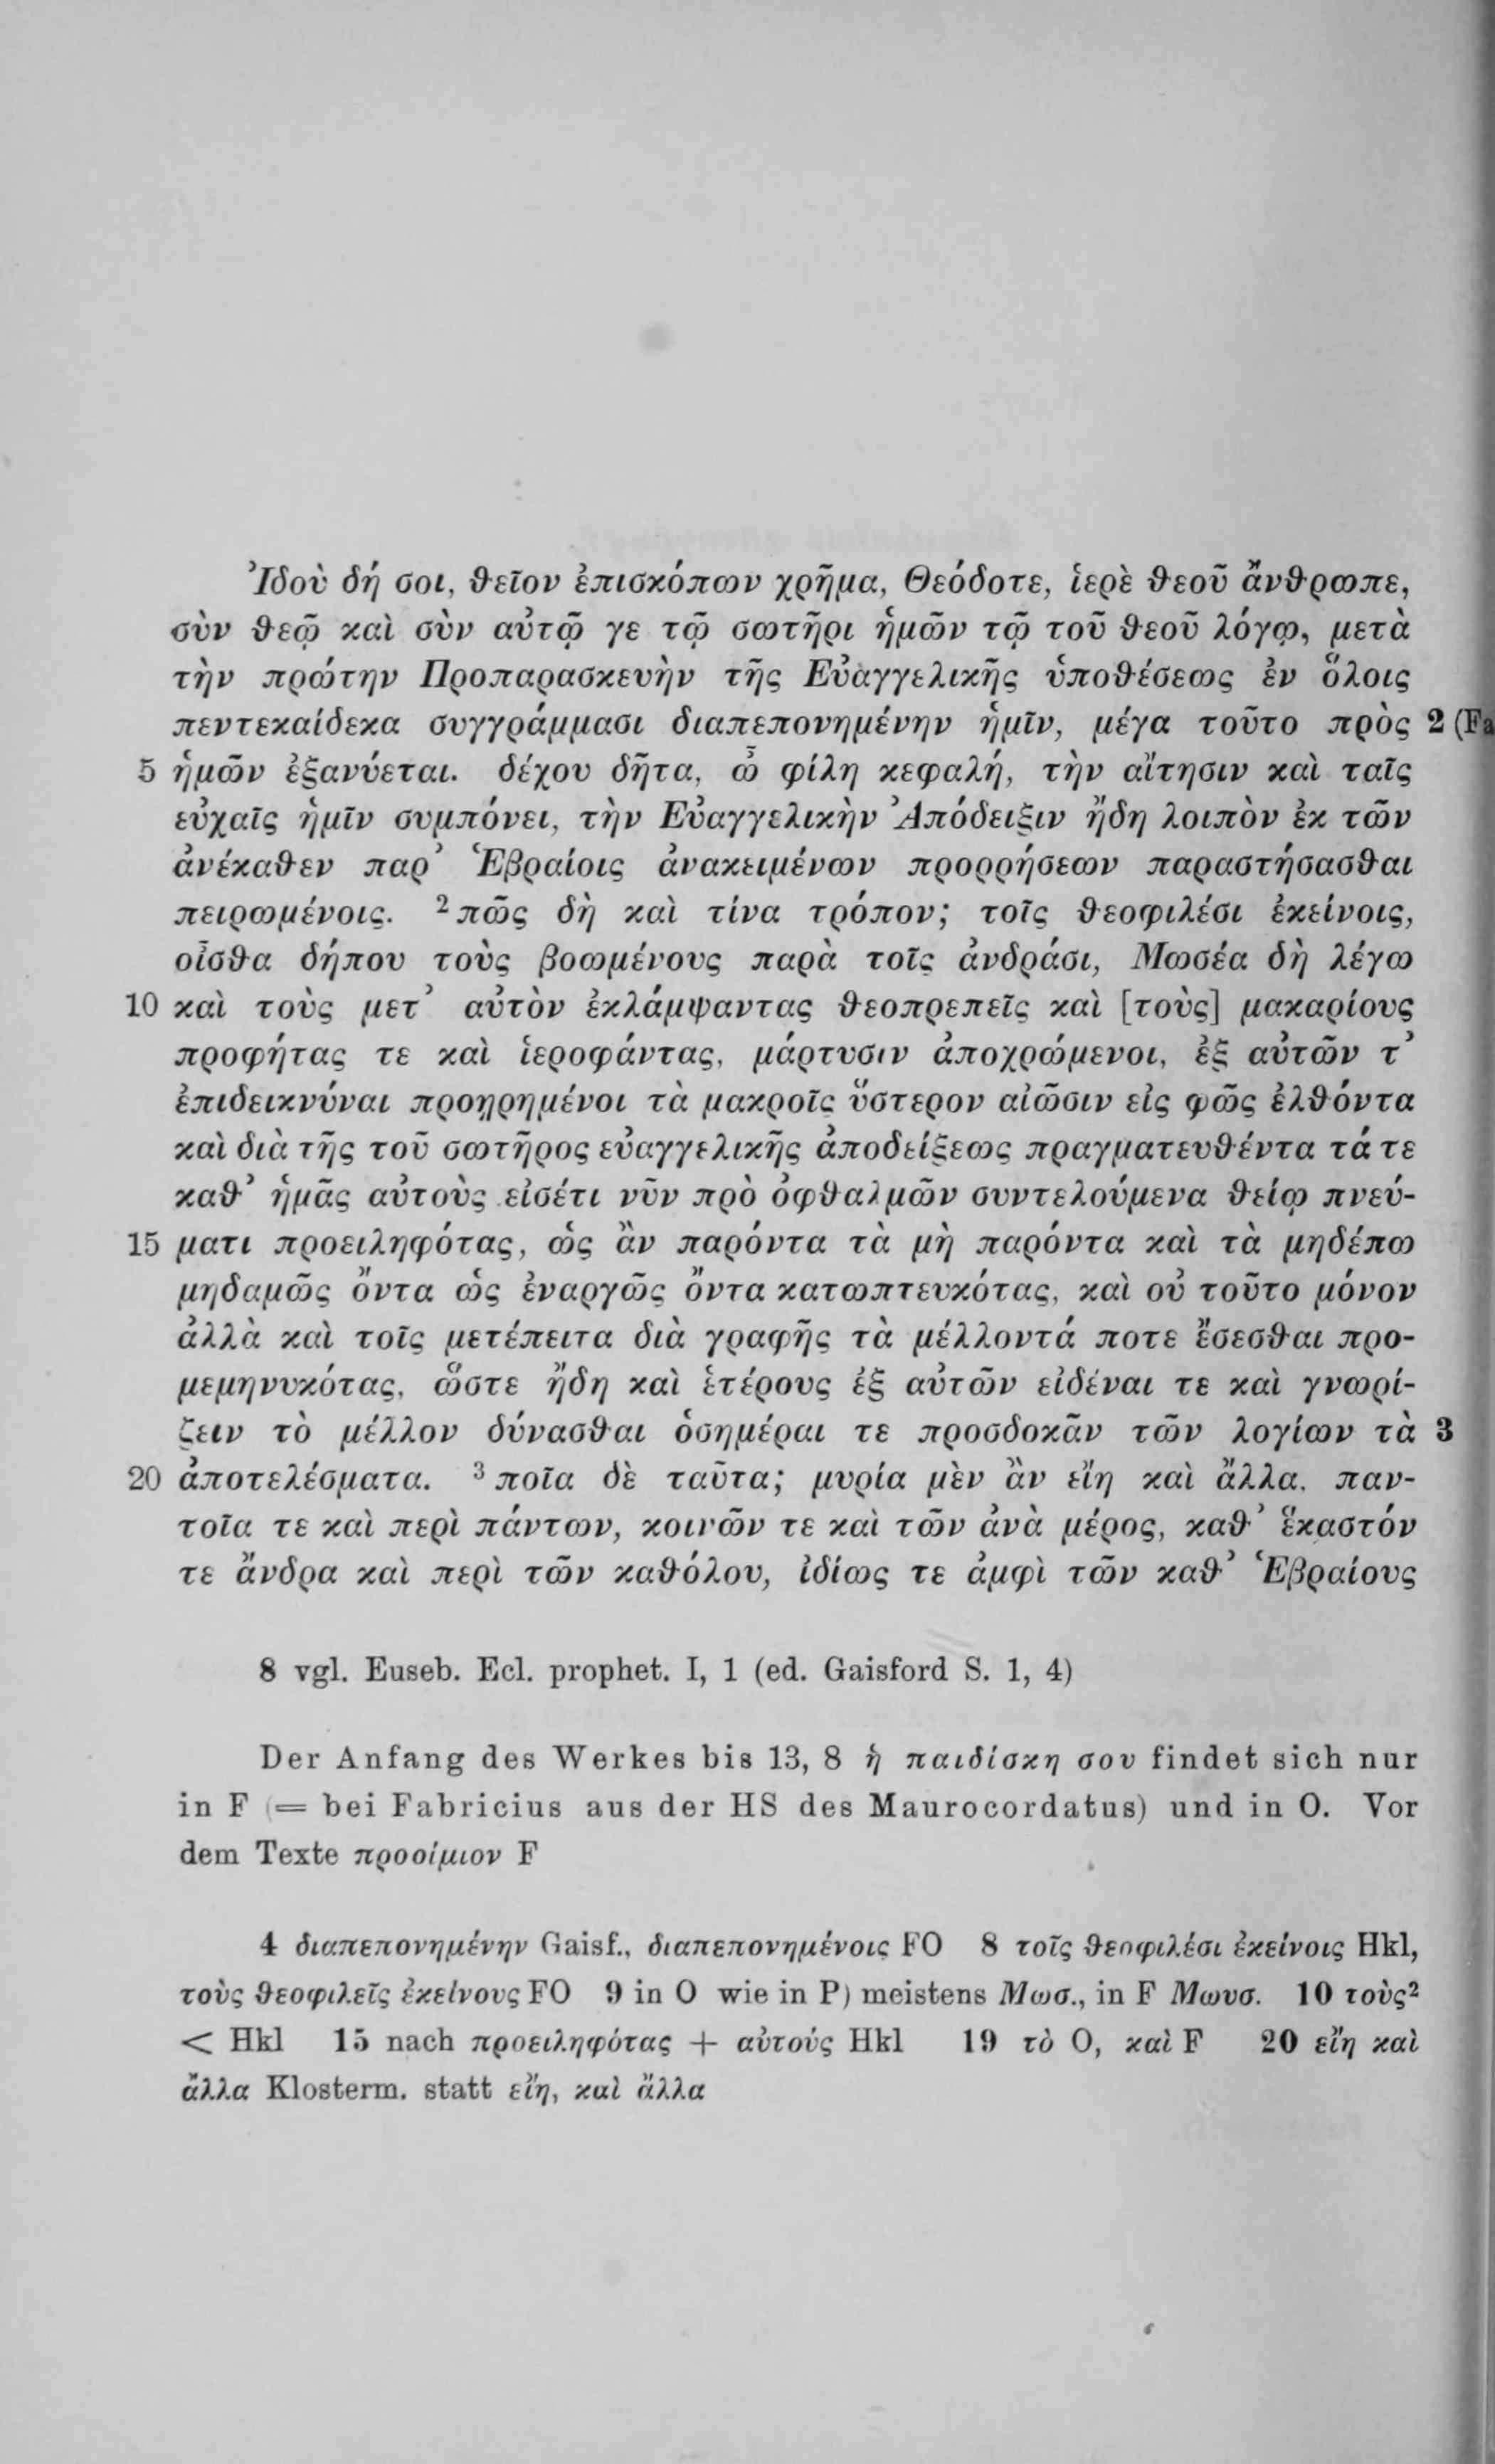 Ἰδοὺ δή σοι, θεῖον ἐπισκόπων χρῆμα, Θεόδοτε, ἱερὲ θεοῦ ἄνθρωπε,
σὺν θεῷ καὶ σὺν αὐτῷ γε τῷ σωτῆρι ἡμῶν τῷ τοῦ θεοῦ λόγῳ, μετὰ
τὴν πρώτην Προπαρασκευὴν τῆς Εὐαγγελικῆς ὑποθέσεως ἐν ὅλοις
πεντεκαίδεκα συγγράμμασι διαπεπονημένην ἡμῖν, μέγα τοῦτο πρὸς 2 (Fa
5 ἡμῶν ἐξανύεται. δέχου δῆτα, ὦ φίλη κεφαλή, τὴν αἴτησιν καὶ ταῖς
εὐχαῖς ἡμῖν συμπόνει, τὴν Εὐαγγελικὴν Ἀπόδειξιν ἤδη λοιπὸν ἐκ τῶν
ἀνέκαθεν παρ᾽ Ἑβραίοις ἀνακειμένων προρρήσεων παραστήσασθαι
πειρωμένοις. ² πῶς δὴ καὶ τίνα τρόπον; τοῖς θεοφιλέσι ἐκείνοις,
οἶσθα δήπου τοὺς βοωμένους παρὰ τοῖς ἀνδράσι, Μωσέα δὴ λέγω
10 καὶ τοὺς μετ᾽ αὐτὸν ἐκλάμψαντας θεοπρεπεῖς καὶ [τοὺς] μακαρίους
προφήτας τε καὶ ἱεροφάντας, μάρτυσιν ἀποχρώμενοι, ἐξ αὐτῶν τ᾽
ἐπιδεικνύναι προῃρημένοι τὰ μακροῖς ὕστερον αἰῶσιν εἰς φῶς ἐλθόντα
καὶ διὰ τῆς τοῦ σωτῆρος εὐαγγελικῆς ἀποδείξεως πραγματευθέντα τά τε
καθ᾽ ἡμᾶς αὐτοὺς εἰσέτι νῦν πρὸ ὀφθαλμῶν συντελούμενα θείῳ πνεύ-
15 ματι προειληφότας, ὡς ἂν παρόντα τὰ μὴ παρόντα καὶ τὰ μηδέπω
μηδαμῶς ὄντα ὡς ἐναργῶς ὄντα κατωπτευκότας, καὶ οὐ τοῦτο μόνον
ἀλλὰ καὶ τοῖς μετέπειτα διὰ γραφῆς τὰ μέλλοντά ποτε ἔσεσθαι προ-
μεμηνυκότας, ὥστε ἤδη καὶ ἑτέρους ἐξ αὐτῶν εἰδέναι τε καὶ γνωρί-
ζειν τὸ μέλλον δύνασθαι ὁσημέραι τε προσδοκᾶν τῶν λογίων τὰ 3
20 ἀποτελέσματα. ³ ποῖα δὲ ταῦτα; μυρία μὲν ἂν εἴη καὶ ἄλλα, παν-
τοῖα τε καὶ περὶ πάντων, κοινῶν τε καὶ τῶν ἀνὰ μέρος, καθ᾽ ἕκαστόν
τε ἄνδρα καὶ περὶ τῶν καθόλου, ἰδίως τε ἀμφὶ τῶν καθ᾽ Ἑβραίους
8 vgl. Euseb. Ecl. prophet. I, 1 (ed. Gaisford S. 1, 4)
Der Anfang des Werkes bis 13, 8 ἡ παιδίσκη σου findet sich nur
in F (= bei Fabricius aus der HS des Maurocordatus) und in O. Vor
dem Texte προοίμιον F
4 διαπεπονημένην Gaisf., διαπεπονημένοις FO 8 τοῖς θεοφιλέσι ἐκείνοις Hkl,
τοὺς θεοφιλεῖς ἐκείνους FO 9 in O wie in P) meistens Μωσ., in F Μωυσ. 10 τοὺς²
< Hkl 15 nach προειληφότας + αὐτούς Hkl 19 τὸ O, καὶ F 20 εἴη καὶ
ἄλλα Klosterm. statt εἴη, καὶ ἄλλα